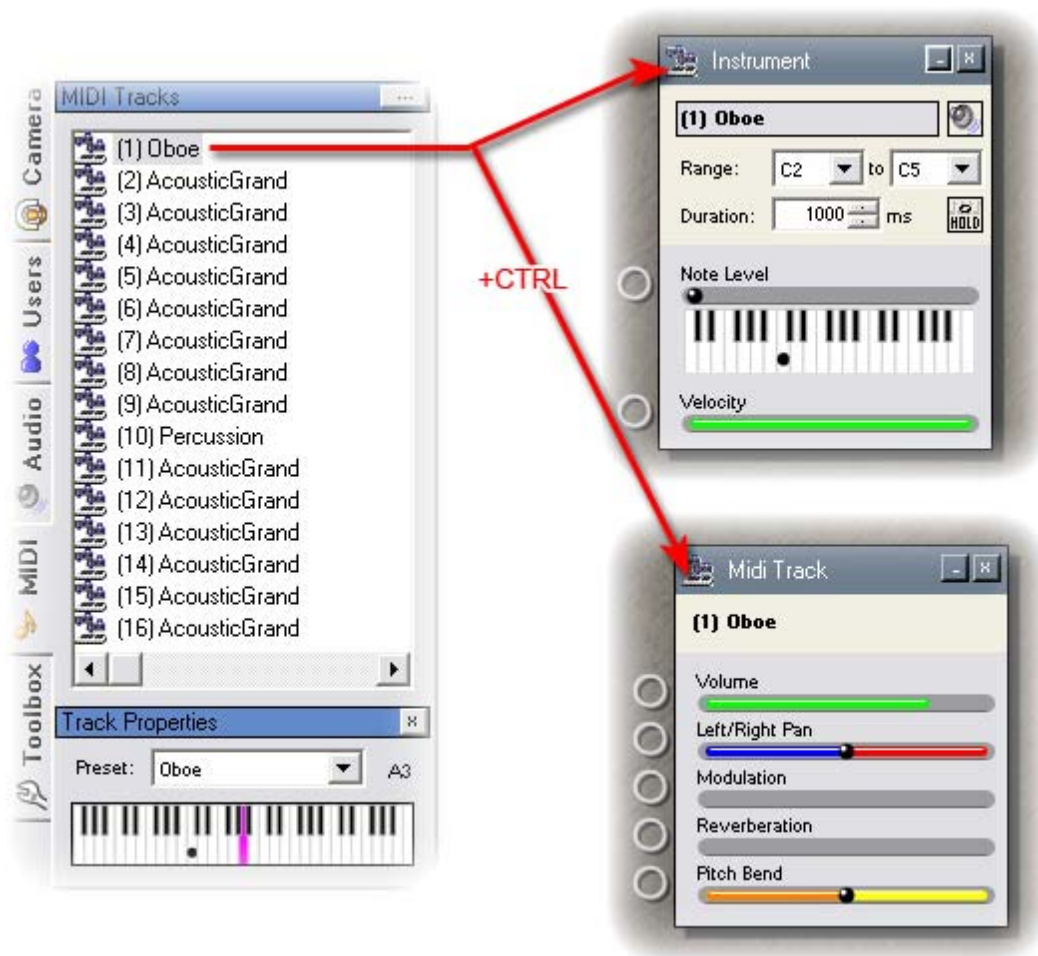 Camera
Users
Audio
MIDI
Toolbox
MIDI Tracks
...
(1) Oboe
(2) AcousticGrand
(3) AcousticGrand
(4) AcousticGrand
(5) AcousticGrand
(6) AcousticGrand
(7) AcousticGrand
(8) AcousticGrand
(9) AcousticGrand
(10) Percussion
(11) AcousticGrand
(12) AcousticGrand
(13) AcousticGrand
(14) AcousticGrand
(15) AcousticGrand
(16) AcousticGrand
Track Properties
Preset: Oboe A3
+CTRL
Instrument
(1) Oboe
Range: C2 to C5
Duration: 1000 ms HOLD
Note Level
Velocity
Midi Track
(1) Oboe
Volume
Left/Right Pan
Modulation
Reverberation
Pitch Bend